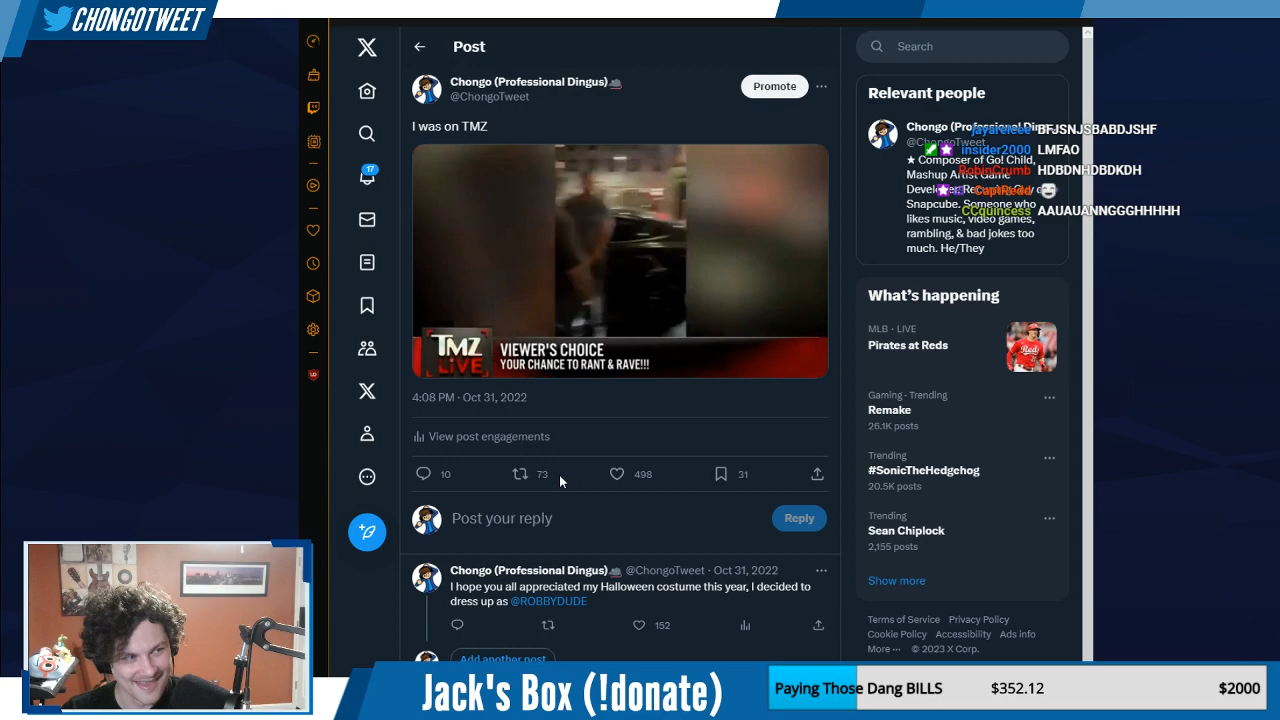 CHONGOTWEET
Post
Search
Chongo (Professional Dingus)
@ChongoTweet
Promote
I was on TMZ
TMZ
LIVE
VIEWER'S CHOICE
YOUR CHANCE TO RANT & RAVE!!!
4:08 PM · Oct 31, 2022
View post engagements
10
73
498
31
Post your reply
Reply
Chongo (Professional Dingus) @ChongoTweet · Oct 31, 2022
I hope you all appreciated my Halloween costume this year, I decided to
dress up as @ROBBYDUDE
152
Add another post
17
Relevant people
Chongo (Professional
@ChongoTweet
★ Composer of Go! Child,
Mashup Artist Game
Snapcube. Someone who
likes music, video games,
rambling, & bad jokes too
much. He/They
jayarelcee BFJSNJSBABDJSHF
insider2000 LMFAO
RobinCrumb HDBDNHDBDKDH
CaptRedd
CCquincess AAUAUANNGGGHHHHH
What's happening
MLB · LIVE
Pirates at Reds
Gaming · Trending
Remake
26.1K posts
Trending
#SonicTheHedgehog
20.5K posts
Trending
Sean Chiplock
2,155 posts
Show more
Terms of Service Privacy Policy
Cookie Policy Accessibility Ads info
More ··· © 2023 X Corp.
Jack's Box (!donate)
Paying Those Dang BILLS $352.12 $2000